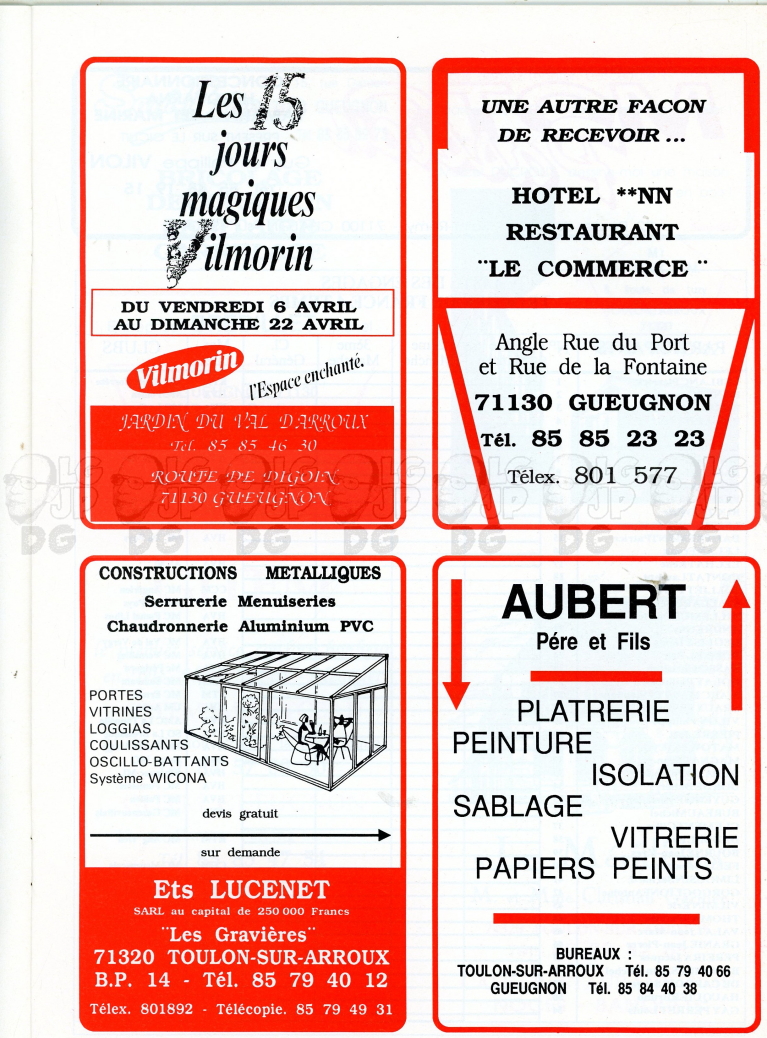 Les 15
jours
magiques
Vilmorin
DU VENDREDI 6 AVRIL
AU DIMANCHE 22 AVRIL
Vilmorin
l'Espace enchanté.
JARDIN DU VAL D'ARROUX
Tél. 85 85 46 30
ROUTE DE DIGOIN
71130 GUEUGNON
UNE AUTRE FACON
DE RECEVOIR ...
HOTEL **NN
RESTAURANT
¨LE COMMERCE¨
Angle Rue du Port
et Rue de la Fontaine
71130 GUEUGNON
Tél. 85 85 23 23
Télex. 801 577
LG JP DG
CONSTRUCTIONS METALLIQUES
Serrurerie Menuiseries
Chaudronnerie Aluminium PVC
PORTES
VITRINES
LOGGIAS
COULISSANTS
OSCILLO-BATTANTS
Système WICONA
devis gratuit
sur demande
Ets LUCENET
SARL au capital de 250 000 Francs
¨Les Gravières¨
71320 TOULON-SUR-ARROUX
B.P. 14 - Tél. 85 79 40 12
Télex. 801892 - Télécopie. 85 79 49 31
AUBERT
Pére et Fils
PLATRERIE
PEINTURE
ISOLATION
SABLAGE
VITRERIE
PAPIERS PEINTS
BUREAUX :
TOULON-SUR-ARROUX Tél. 85 79 40 66
GUEUGNON Tél. 85 84 40 38